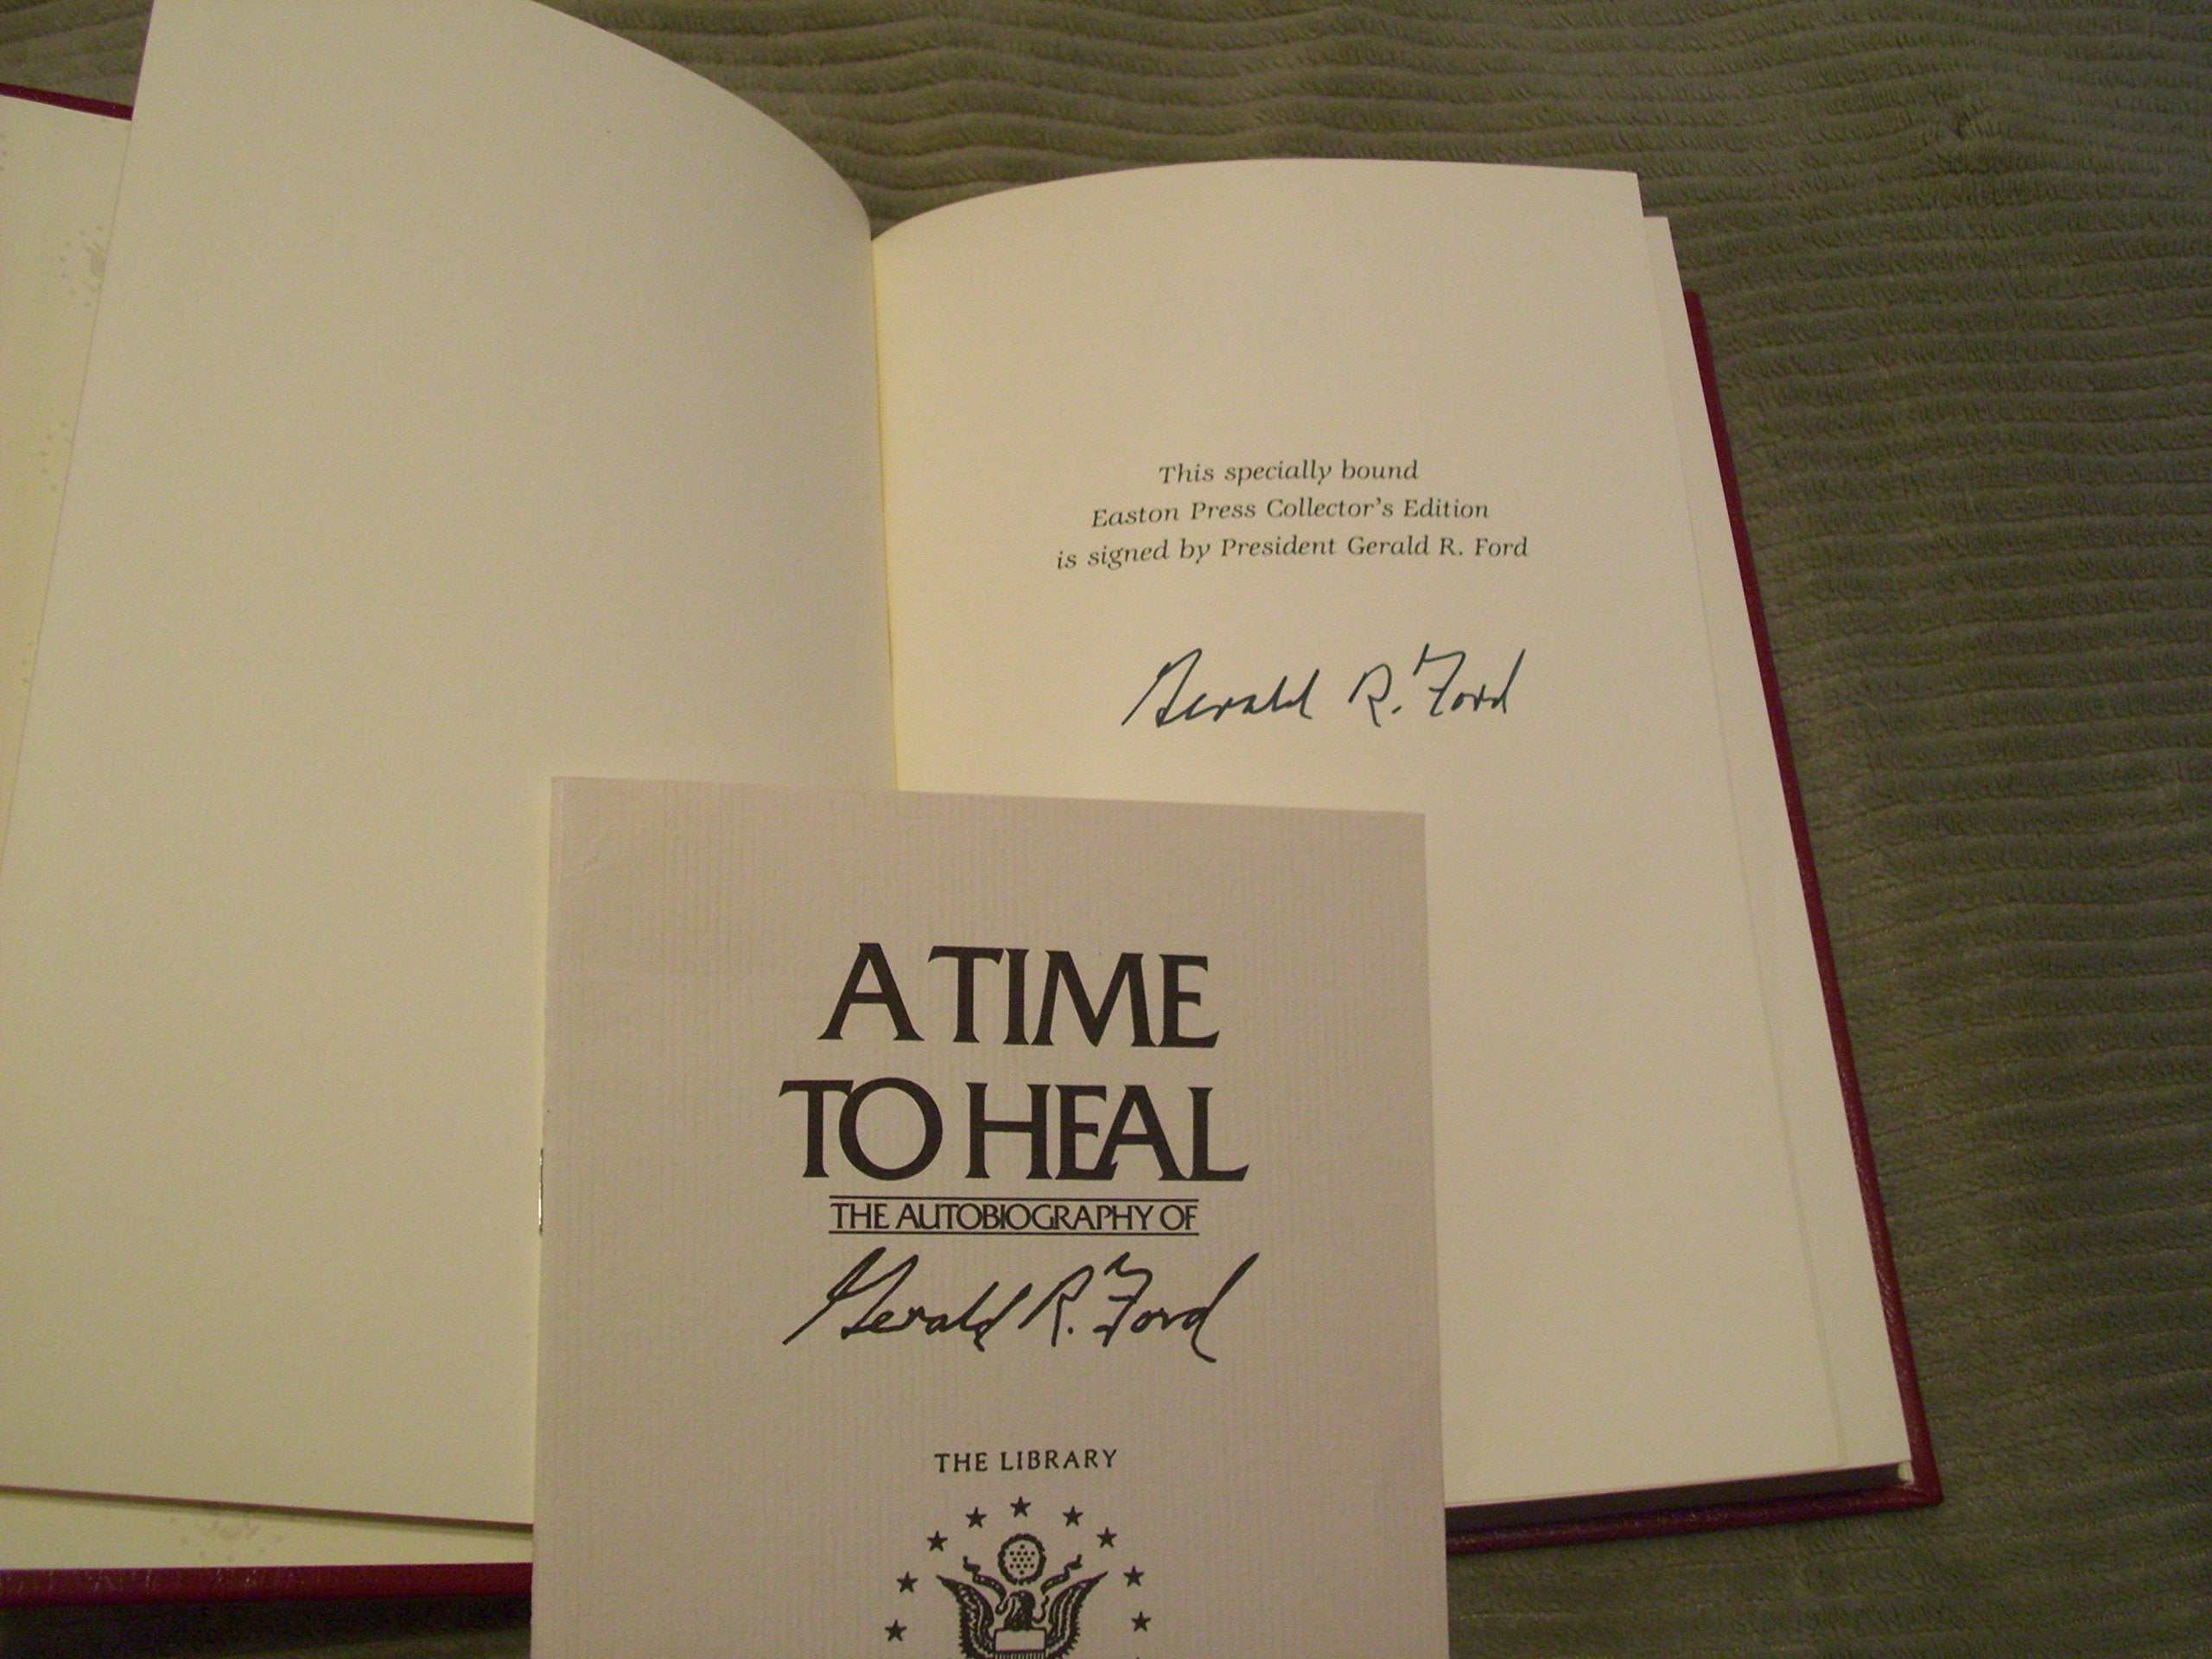 This specially bound
Easton Press Collector's Edition
is signed by President Gerald R. Ford
Gerald R. Ford
A TIME
TO HEAL
THE AUTOBIOGRAPHY OF
Gerald R. Ford
THE LIBRARY